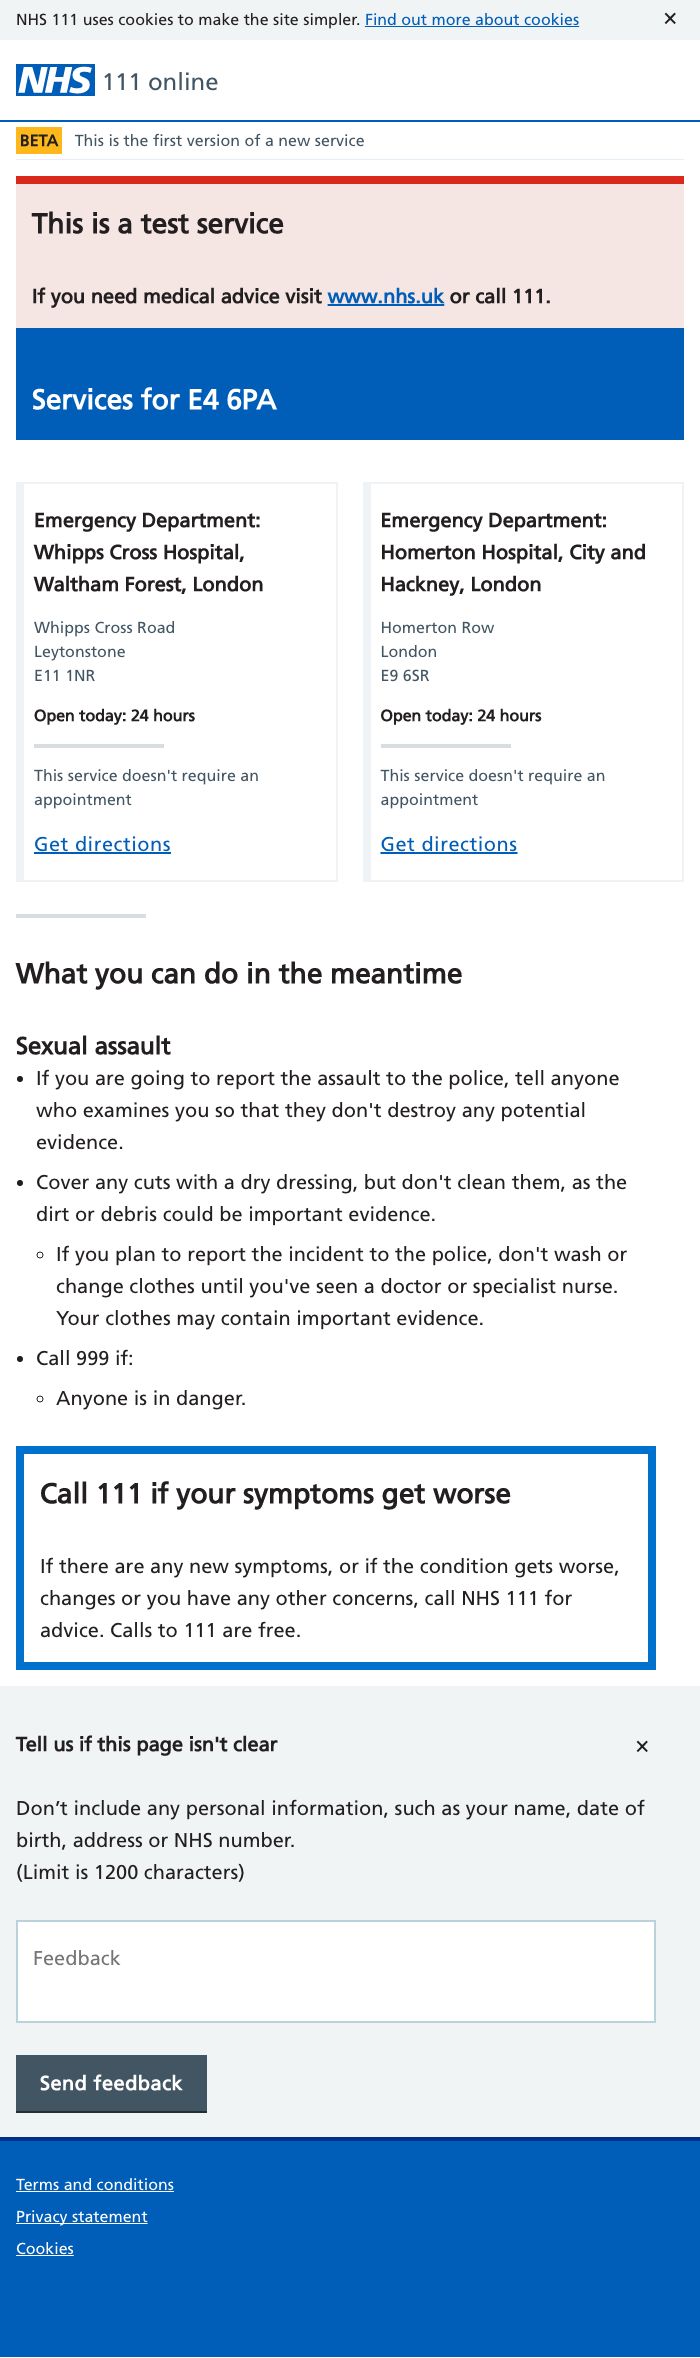 NHS 111 uses cookies to make the site simpler. Find out more about cookies ✕
NHS 111 online
BETA This is the first version of a new service
This is a test service
If you need medical advice visit www.nhs.uk or call 111.
Services for E4 6PA
Emergency Department:
Whipps Cross Hospital,
Waltham Forest, London
Whipps Cross Road
Leytonstone
E11 1NR
Open today: 24 hours
This service doesn't require an
appointment
Get directions
Emergency Department:
Homerton Hospital, City and
Hackney, London
Homerton Row
London
E9 6SR
Open today: 24 hours
This service doesn't require an
appointment
Get directions
What you can do in the meantime
Sexual assault
• If you are going to report the assault to the police, tell anyone
who examines you so that they don't destroy any potential
evidence.
• Cover any cuts with a dry dressing, but don't clean them, as the
dirt or debris could be important evidence.
◦ If you plan to report the incident to the police, don't wash or
change clothes until you've seen a doctor or specialist nurse.
Your clothes may contain important evidence.
• Call 999 if:
◦ Anyone is in danger.
Call 111 if your symptoms get worse
If there are any new symptoms, or if the condition gets worse,
changes or you have any other concerns, call NHS 111 for
advice. Calls to 111 are free.
Tell us if this page isn't clear ✕
Don’t include any personal information, such as your name, date of
birth, address or NHS number.
(Limit is 1200 characters)
Feedback
Send feedback
Terms and conditions
Privacy statement
Cookies